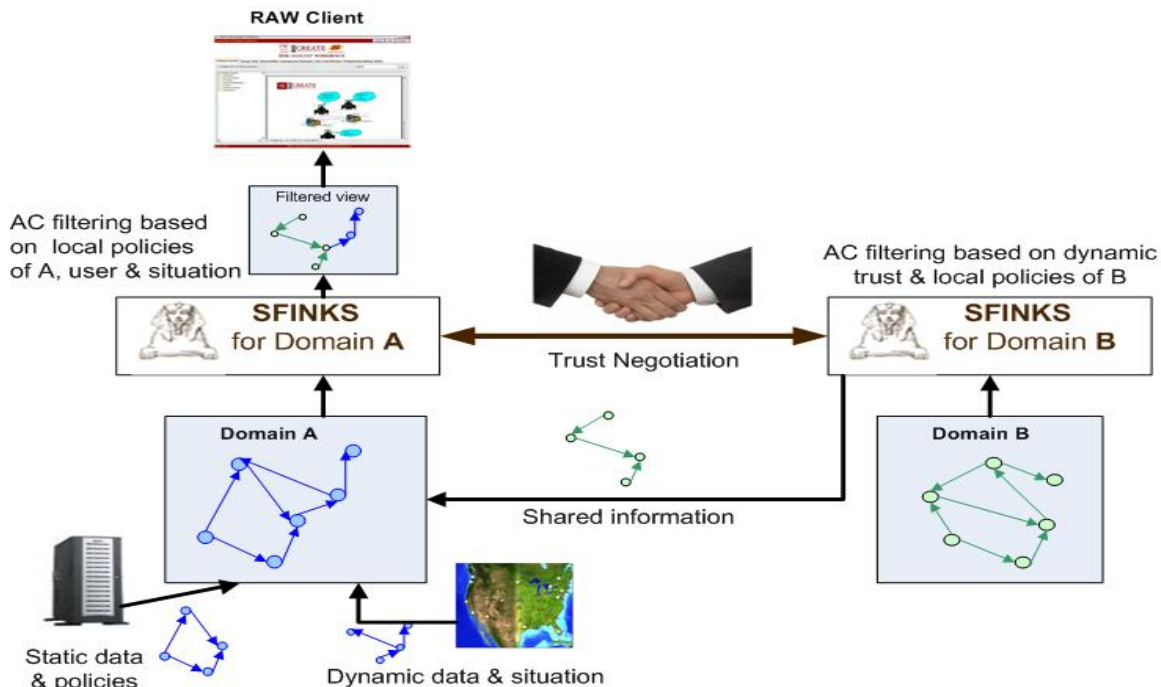 RAW Client
CREATE
Filtered view
AC filtering based
on local policies
of A, user & situation
AC filtering based on dynamic
trust & local policies of B
SFINKS
for Domain A
Trust Negotiation
SFINKS
for Domain B
Domain A
Domain B
Shared information
Static data
& policies
Dynamic data & situation